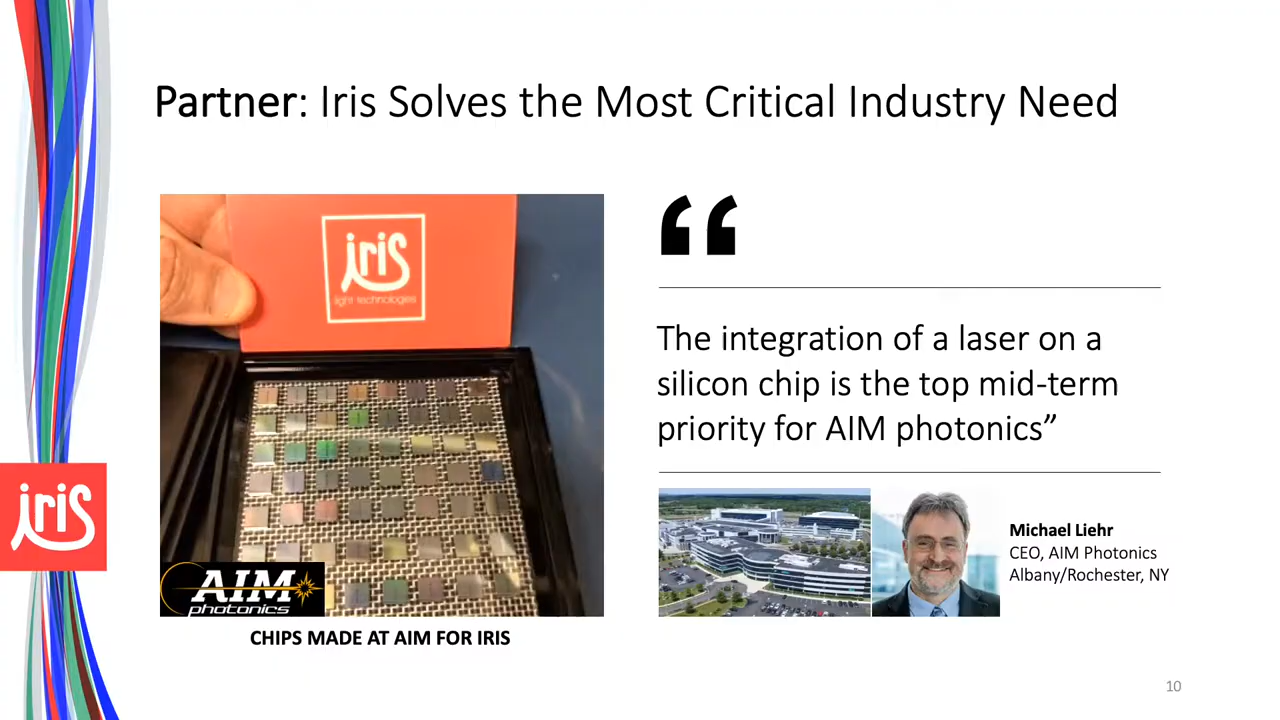 Partner: Iris Solves the Most Critical Industry Need
iris
light technologies
AIM
photonics
CHIPS MADE AT AIM FOR IRIS
“
The integration of a laser on a
silicon chip is the top mid-term
priority for AIM photonics”
Michael Liehr
CEO, AIM Photonics
Albany/Rochester, NY
iris
10